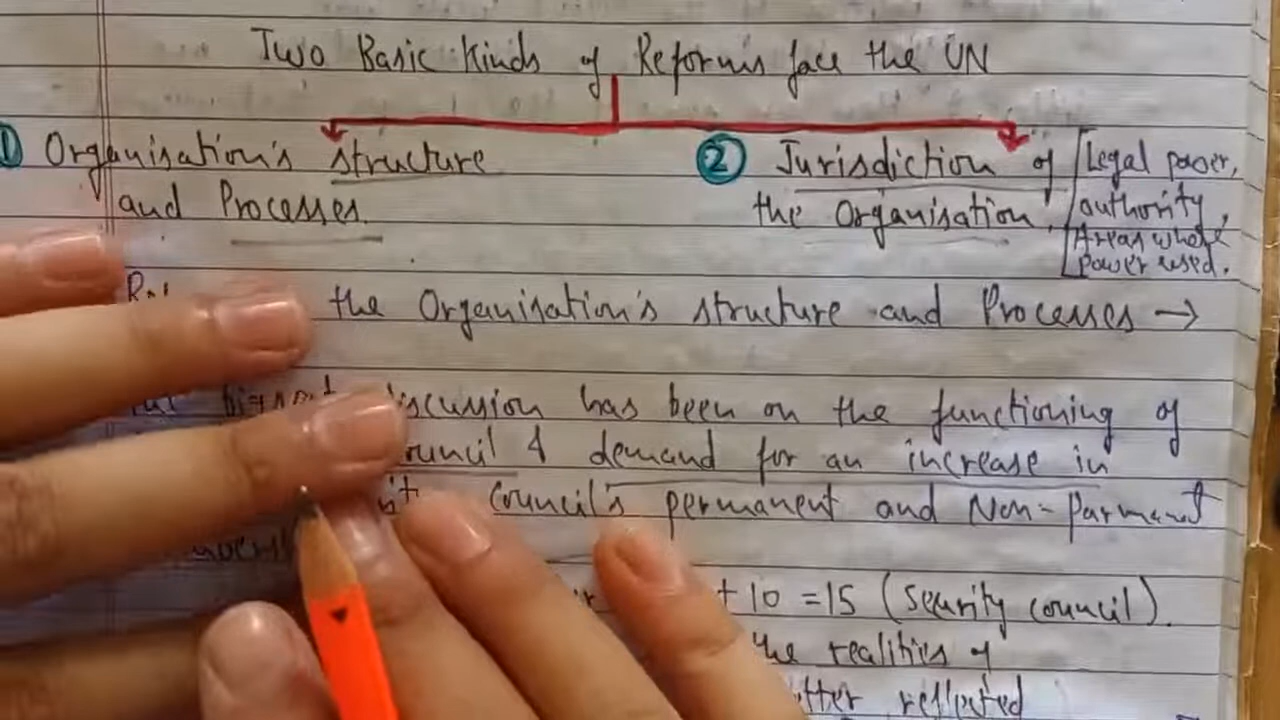 Two Basic Kinds of Reforms face the UN
① Organisation's structure
and Processes.
② Jurisdiction of
the Organisation.
Legal power,
authority,
Areas where
power used.
the Organisation's structure and Processes →
discussion has been on the functioning of
& demand for an increase in
council's permanent and Non-Parmanent
+ 10 = 15 (Security council).
the realities of
reflected